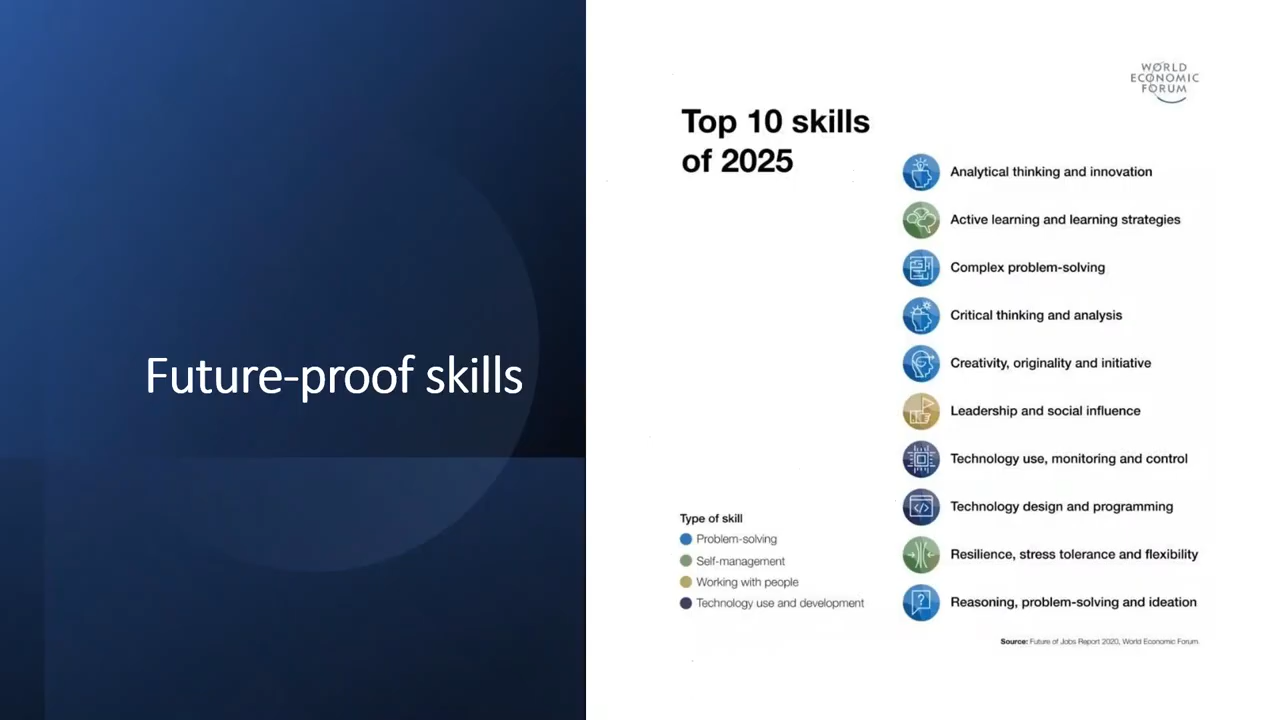 Future-proof skills
WORLD
ECONOMIC
FORUM
Top 10 skills
of 2025
Analytical thinking and innovation
Active learning and learning strategies
Complex problem-solving
Critical thinking and analysis
Creativity, originality and initiative
Leadership and social influence
Technology use, monitoring and control
Technology design and programming
Resilience, stress tolerance and flexibility
Reasoning, problem-solving and ideation
Type of skill
Problem-solving
Self-management
Working with people
Technology use and development
Source: Future of Jobs Report 2020, World Economic Forum.